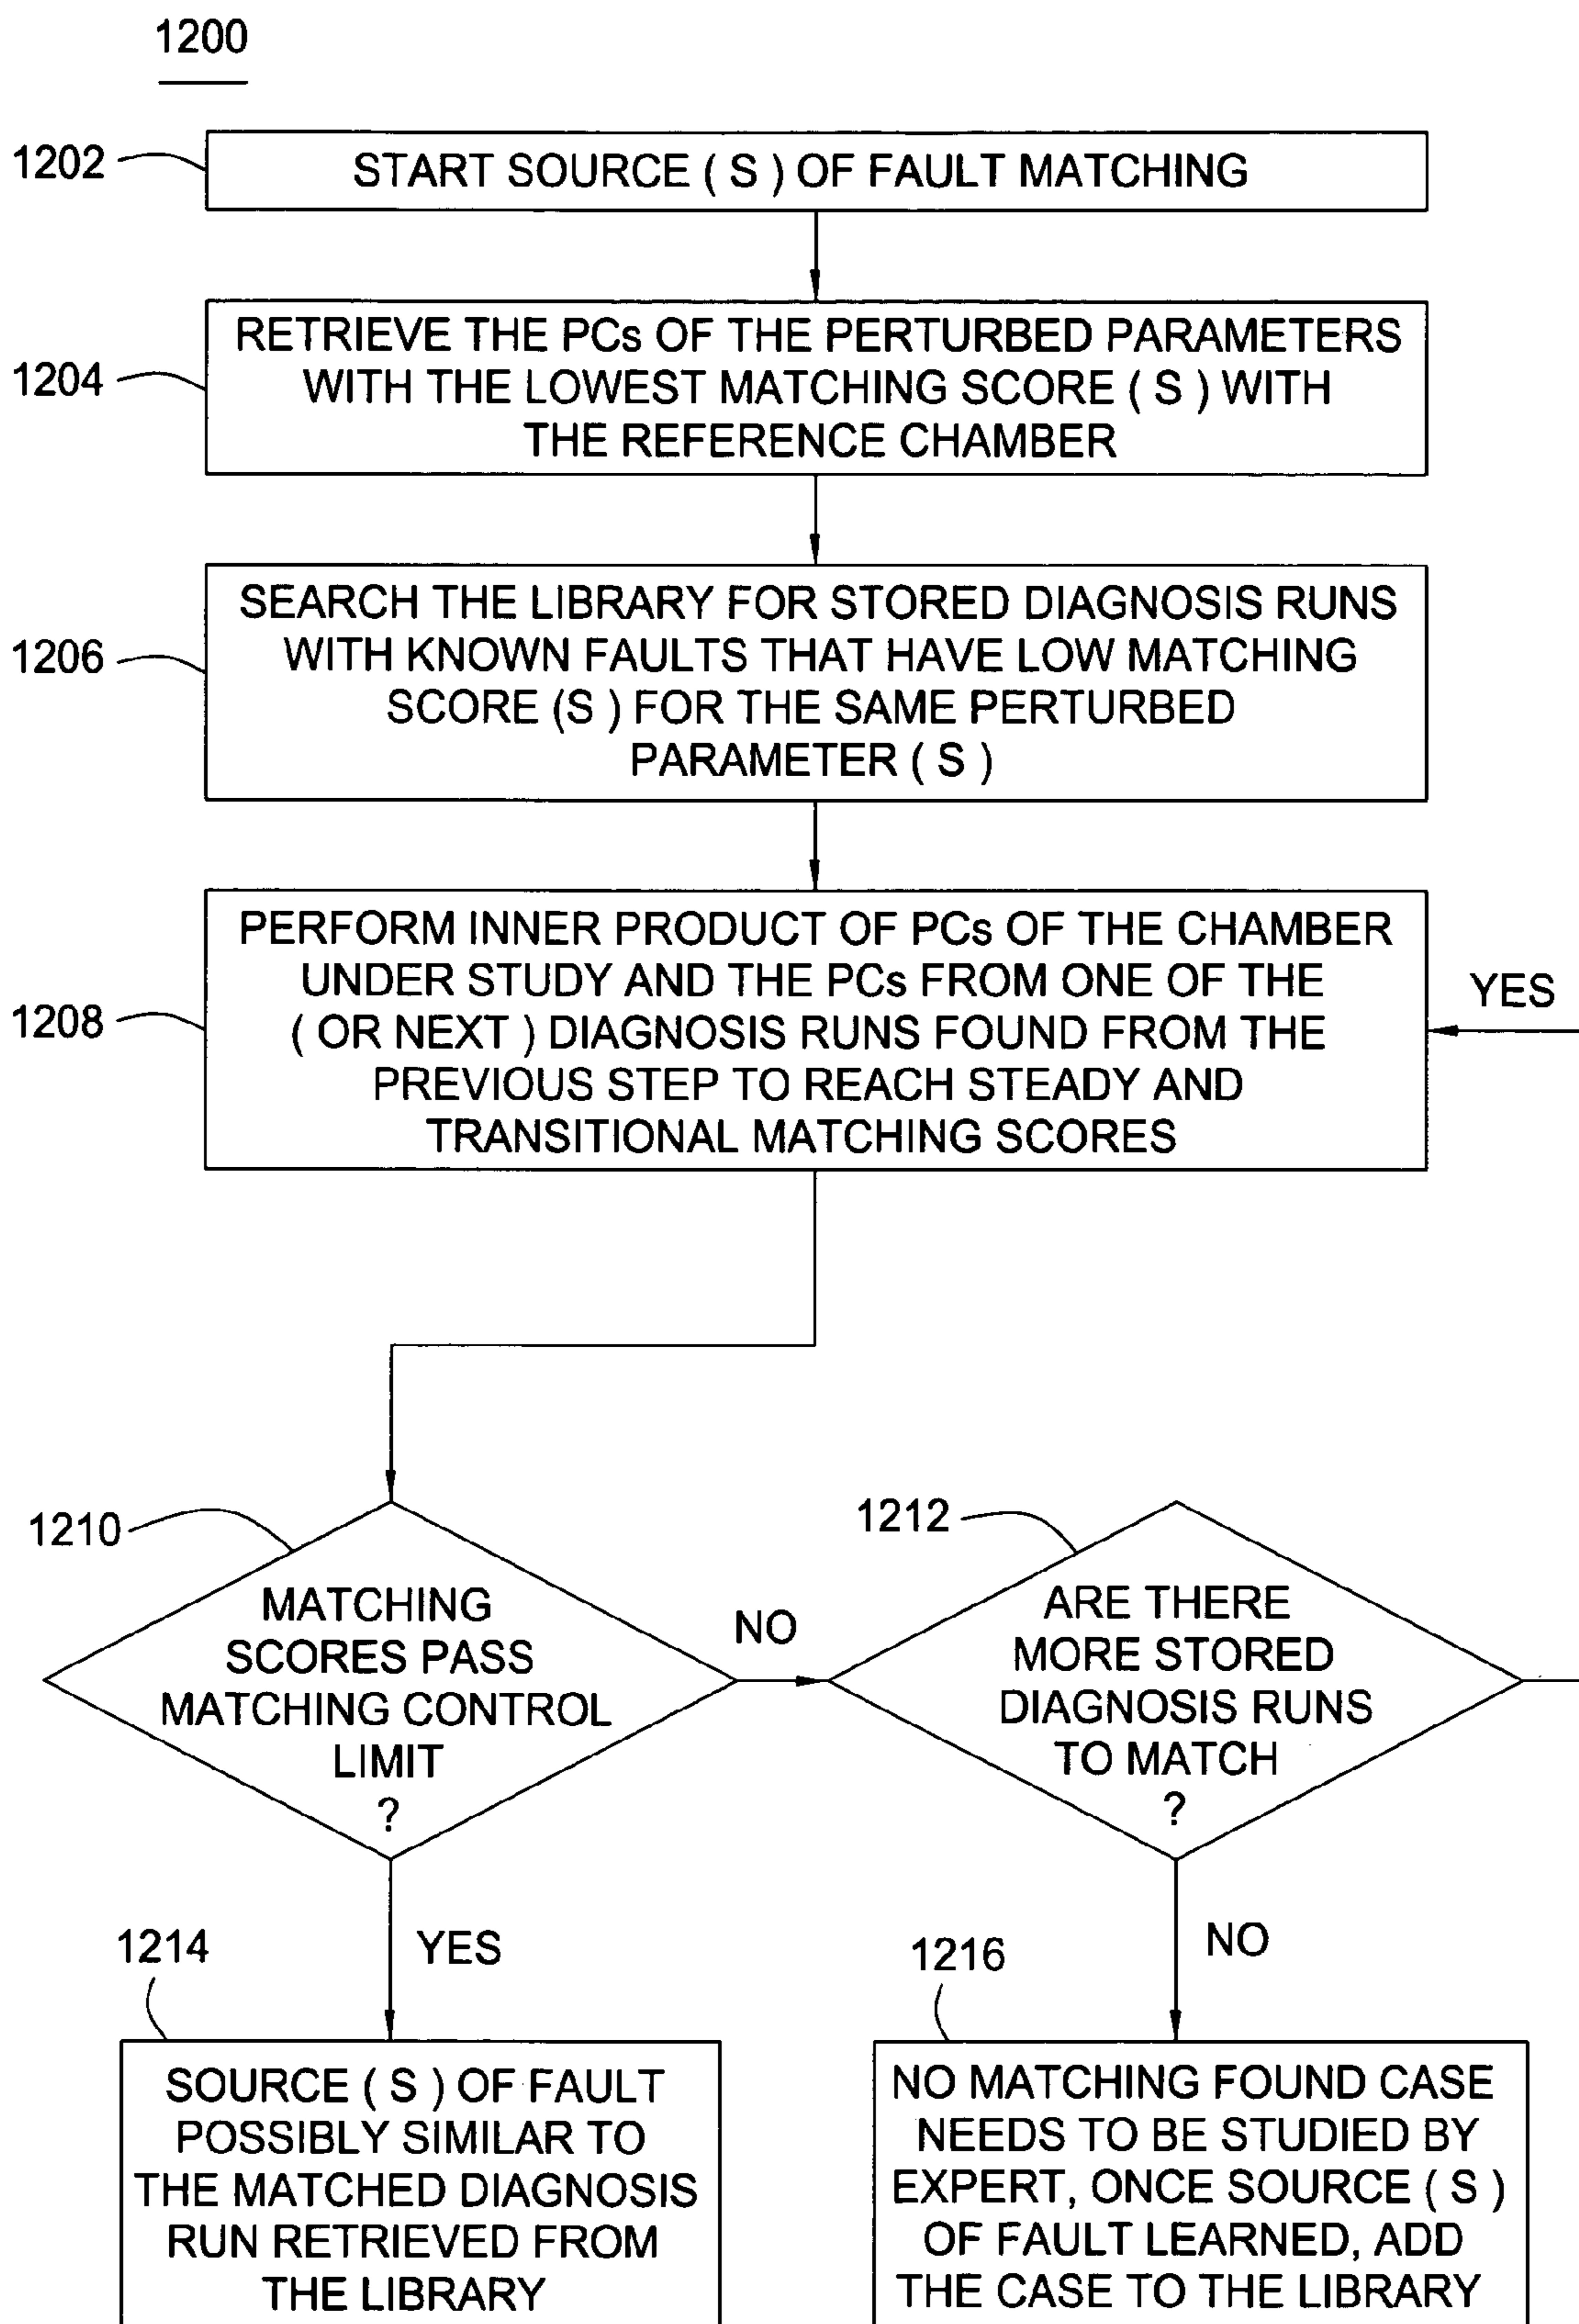 1200
1202
START SOURCE ( S ) OF FAULT MATCHING
1204
RETRIEVE THE PCs OF THE PERTURBED PARAMETERS
WITH THE LOWEST MATCHING SCORE ( S ) WITH
THE REFERENCE CHAMBER
1206
SEARCH THE LIBRARY FOR STORED DIAGNOSIS RUNS
WITH KNOWN FAULTS THAT HAVE LOW MATCHING
SCORE (S ) FOR THE SAME PERTURBED
PARAMETER ( S )
1208
PERFORM INNER PRODUCT OF PCs OF THE CHAMBER
UNDER STUDY AND THE PCs FROM ONE OF THE
( OR NEXT ) DIAGNOSIS RUNS FOUND FROM THE
PREVIOUS STEP TO REACH STEADY AND
TRANSITIONAL MATCHING SCORES
YES
1210
MATCHING
SCORES PASS
MATCHING CONTROL
LIMIT
?
NO
1212
ARE THERE
MORE STORED
DIAGNOSIS RUNS
TO MATCH
?
YES
NO
1214
SOURCE ( S ) OF FAULT
POSSIBLY SIMILAR TO
THE MATCHED DIAGNOSIS
RUN RETRIEVED FROM
THE LIBRARY
1216
NO MATCHING FOUND CASE
NEEDS TO BE STUDIED BY
EXPERT, ONCE SOURCE ( S )
OF FAULT LEARNED, ADD
THE CASE TO THE LIBRARY